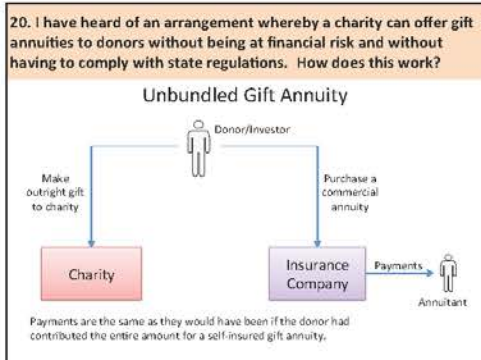 20. I have heard of an arrangement whereby a charity can offer gift
annuities to donors without being at financial risk and without
having to comply with state regulations.  How does this work?
Unbundled Gift Annuity
Donor/Investor
Make
outright gift
to charity
Purchase a
commercial
annuity
Charity
Insurance
Company
Payments
Annuitant
Payments are the same as they would have been if the donor had
contributed the entire amount for a self-insured gift annuity.